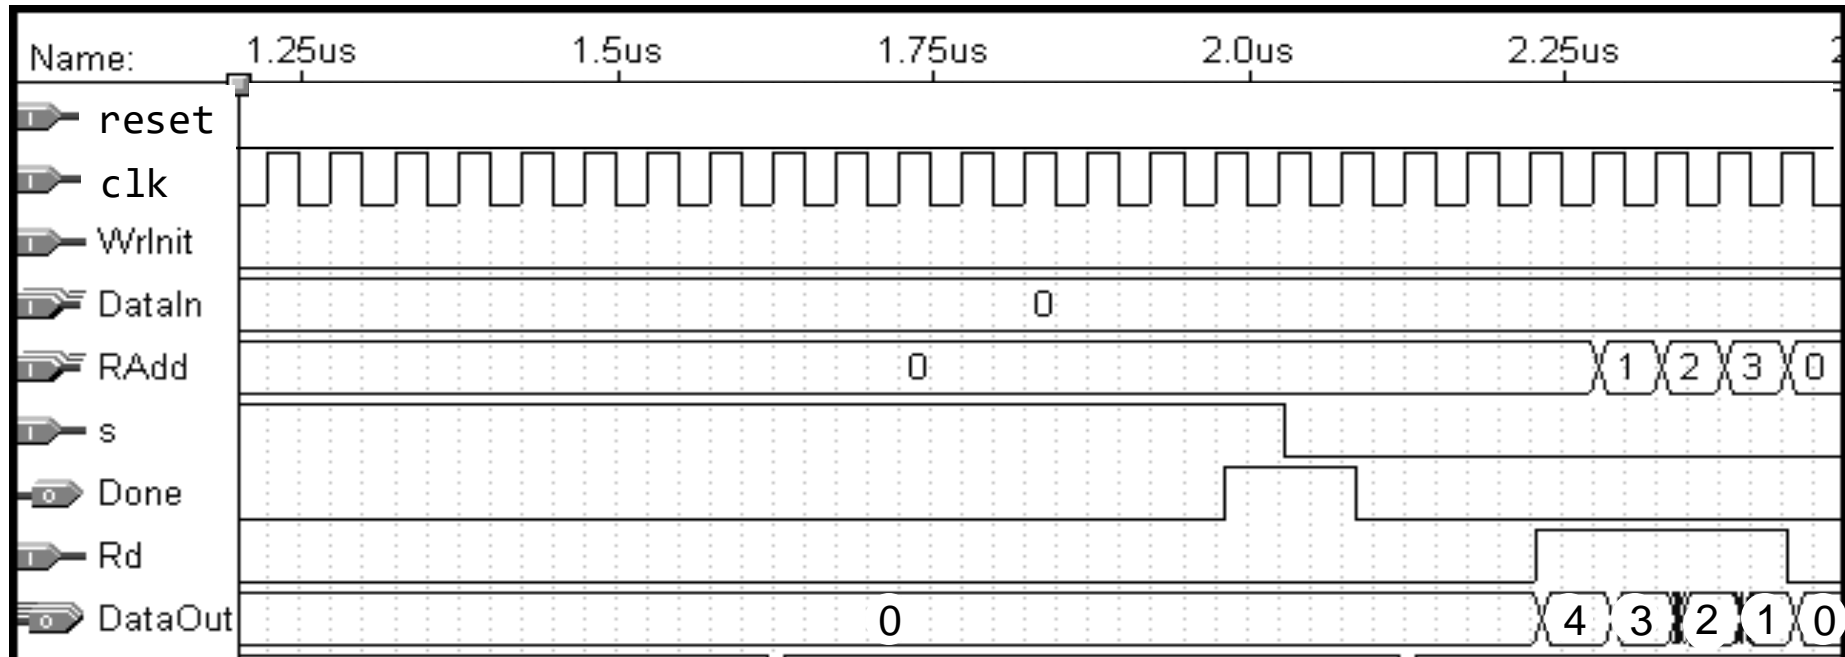 Name: 1.25us 1.5us 1.75us 2.0us 2.25us 2
I reset
I clk
I WrInit
I DataIn 0
I RAdd 0 1 2 3 0
I s
O Done
I Rd
O DataOut 0 4 3 2 1 0